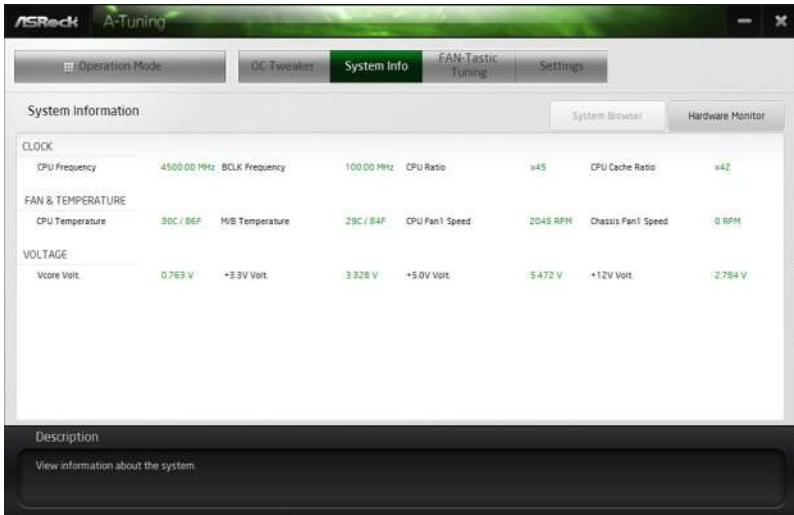 ASRock A-Tuning
Operation Mode OC Tweaker System Info FAN-Tastic Tuning Settings
System Information System Browser Hardware Monitor
CLOCK
CPU Frequency 4500.00 MHz BCLK Frequency 100.00 MHz CPU Ratio x45 CPU Cache Ratio x42
FAN & TEMPERATURE
CPU Temperature 30C / 86F M/B Temperature 29C / 84F CPU Fan1 Speed 2045 RPM Chassis Fan1 Speed 0 RPM
VOLTAGE
Vcore Volt. 0.763 V +3.3V Volt. 3.328 V +5.0V Volt. 5.472 V +12V Volt. 2.784 V
Description
View information about the system.